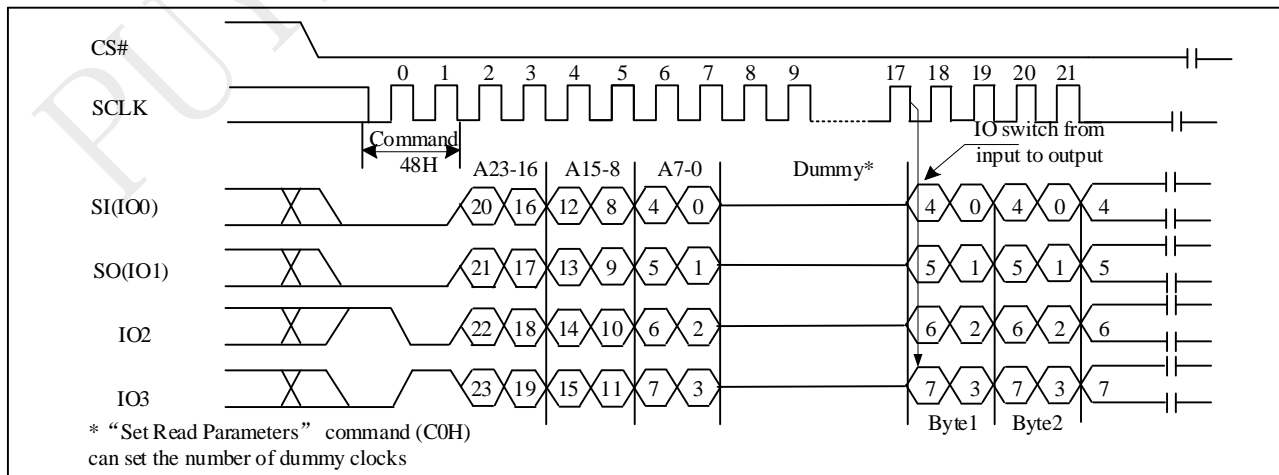 PUY
CS#
0 1 2 3 4 5 6 7 8 9 17 18 19 20 21
SCLK
Command
48H
IO switch from
input to output
A23-16 A15-8 A7-0 Dummy*
SI(IO0) 20 16 12 8 4 0 4 0 4 0 4
SO(IO1) 21 17 13 9 5 1 5 1 5 1 5
IO2 22 18 14 10 6 2 6 2 6 2 6
IO3 23 19 15 11 7 3 7 3 7 3 7
Byte1 Byte2
* “Set Read Parameters” command (C0H)
can set the number of dummy clocks